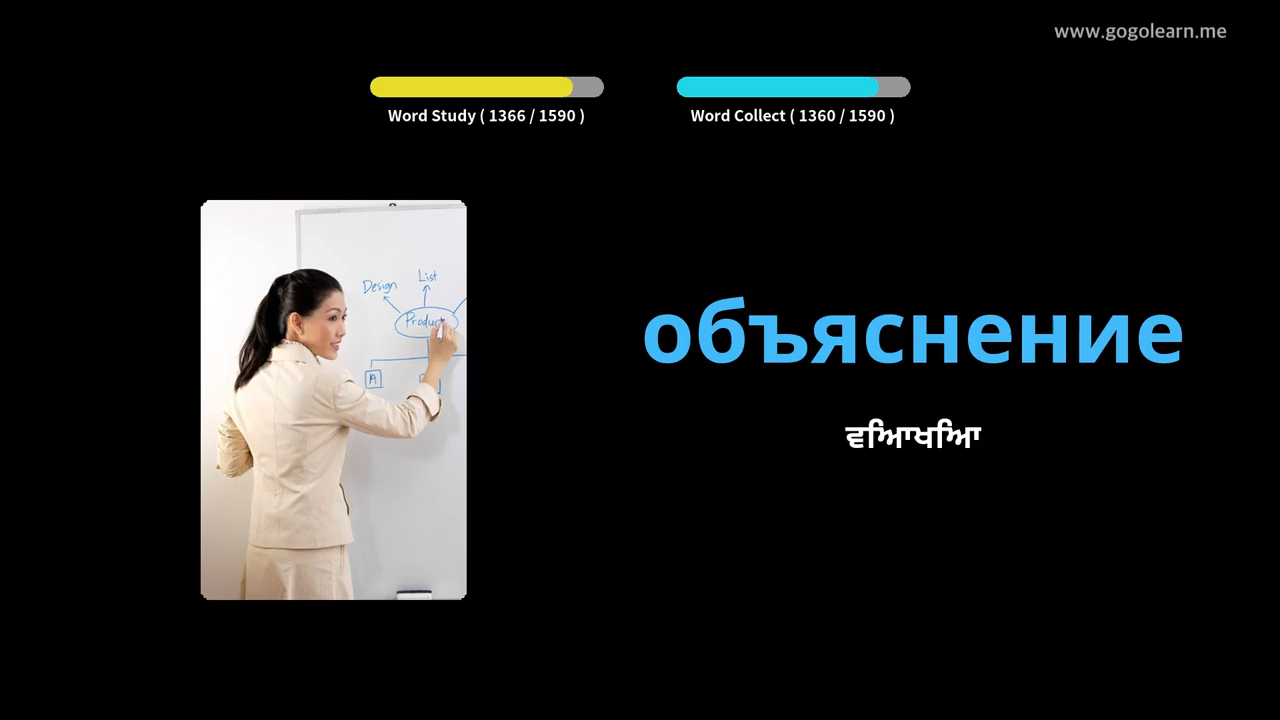 www.gogolearn.me
Word Study ( 1366 / 1590 )
Word Collect ( 1360 / 1590 )
List
Design
Product
A
объяснение
ਵਿਆਖਿਆ